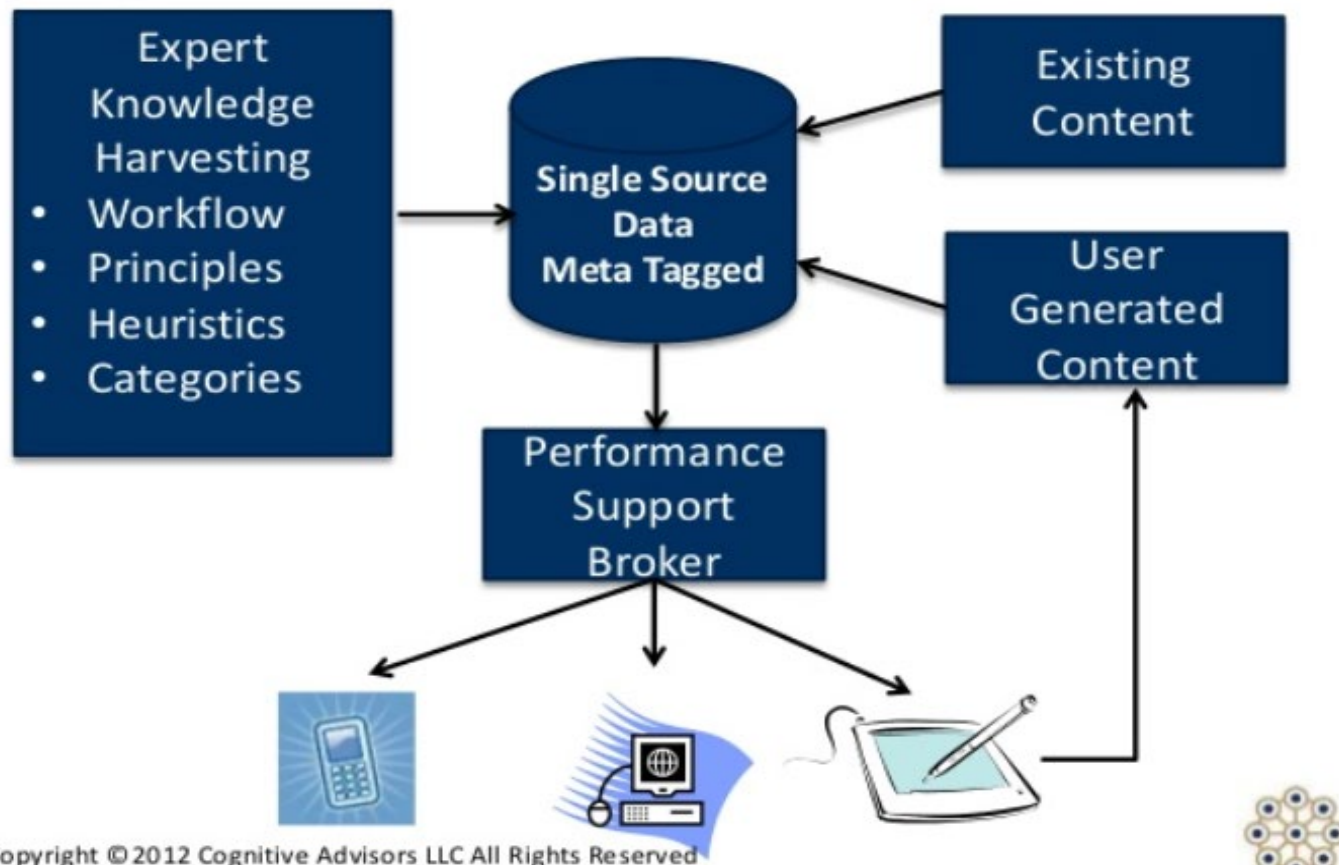 Expert
Knowledge
Harvesting
• Workflow
• Principles
• Heuristics
• Categories
Single Source
Data
Meta Tagged
Existing
Content
User
Generated
Content
Performance
Support
Broker
opyright © 2012 Cognitive Advisors LLC All Rights Reserved